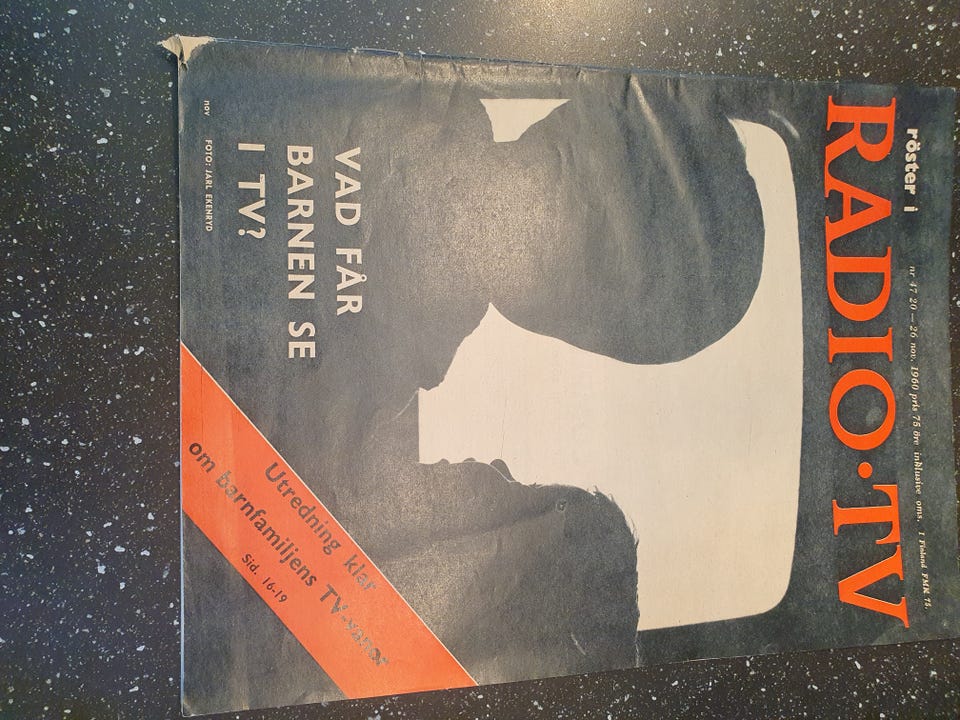 röster i
nr 47 20—26 nov. 1960 pris 75 öre inklusive oms. I Finland FMK 75.
RADIO•TV
VAD FÅR
BARNEN SE
I TV?
Utredning klar
om barnfamiljens TV-vanor
Sid. 16-19
nov FOTO: JARL EKENRYD